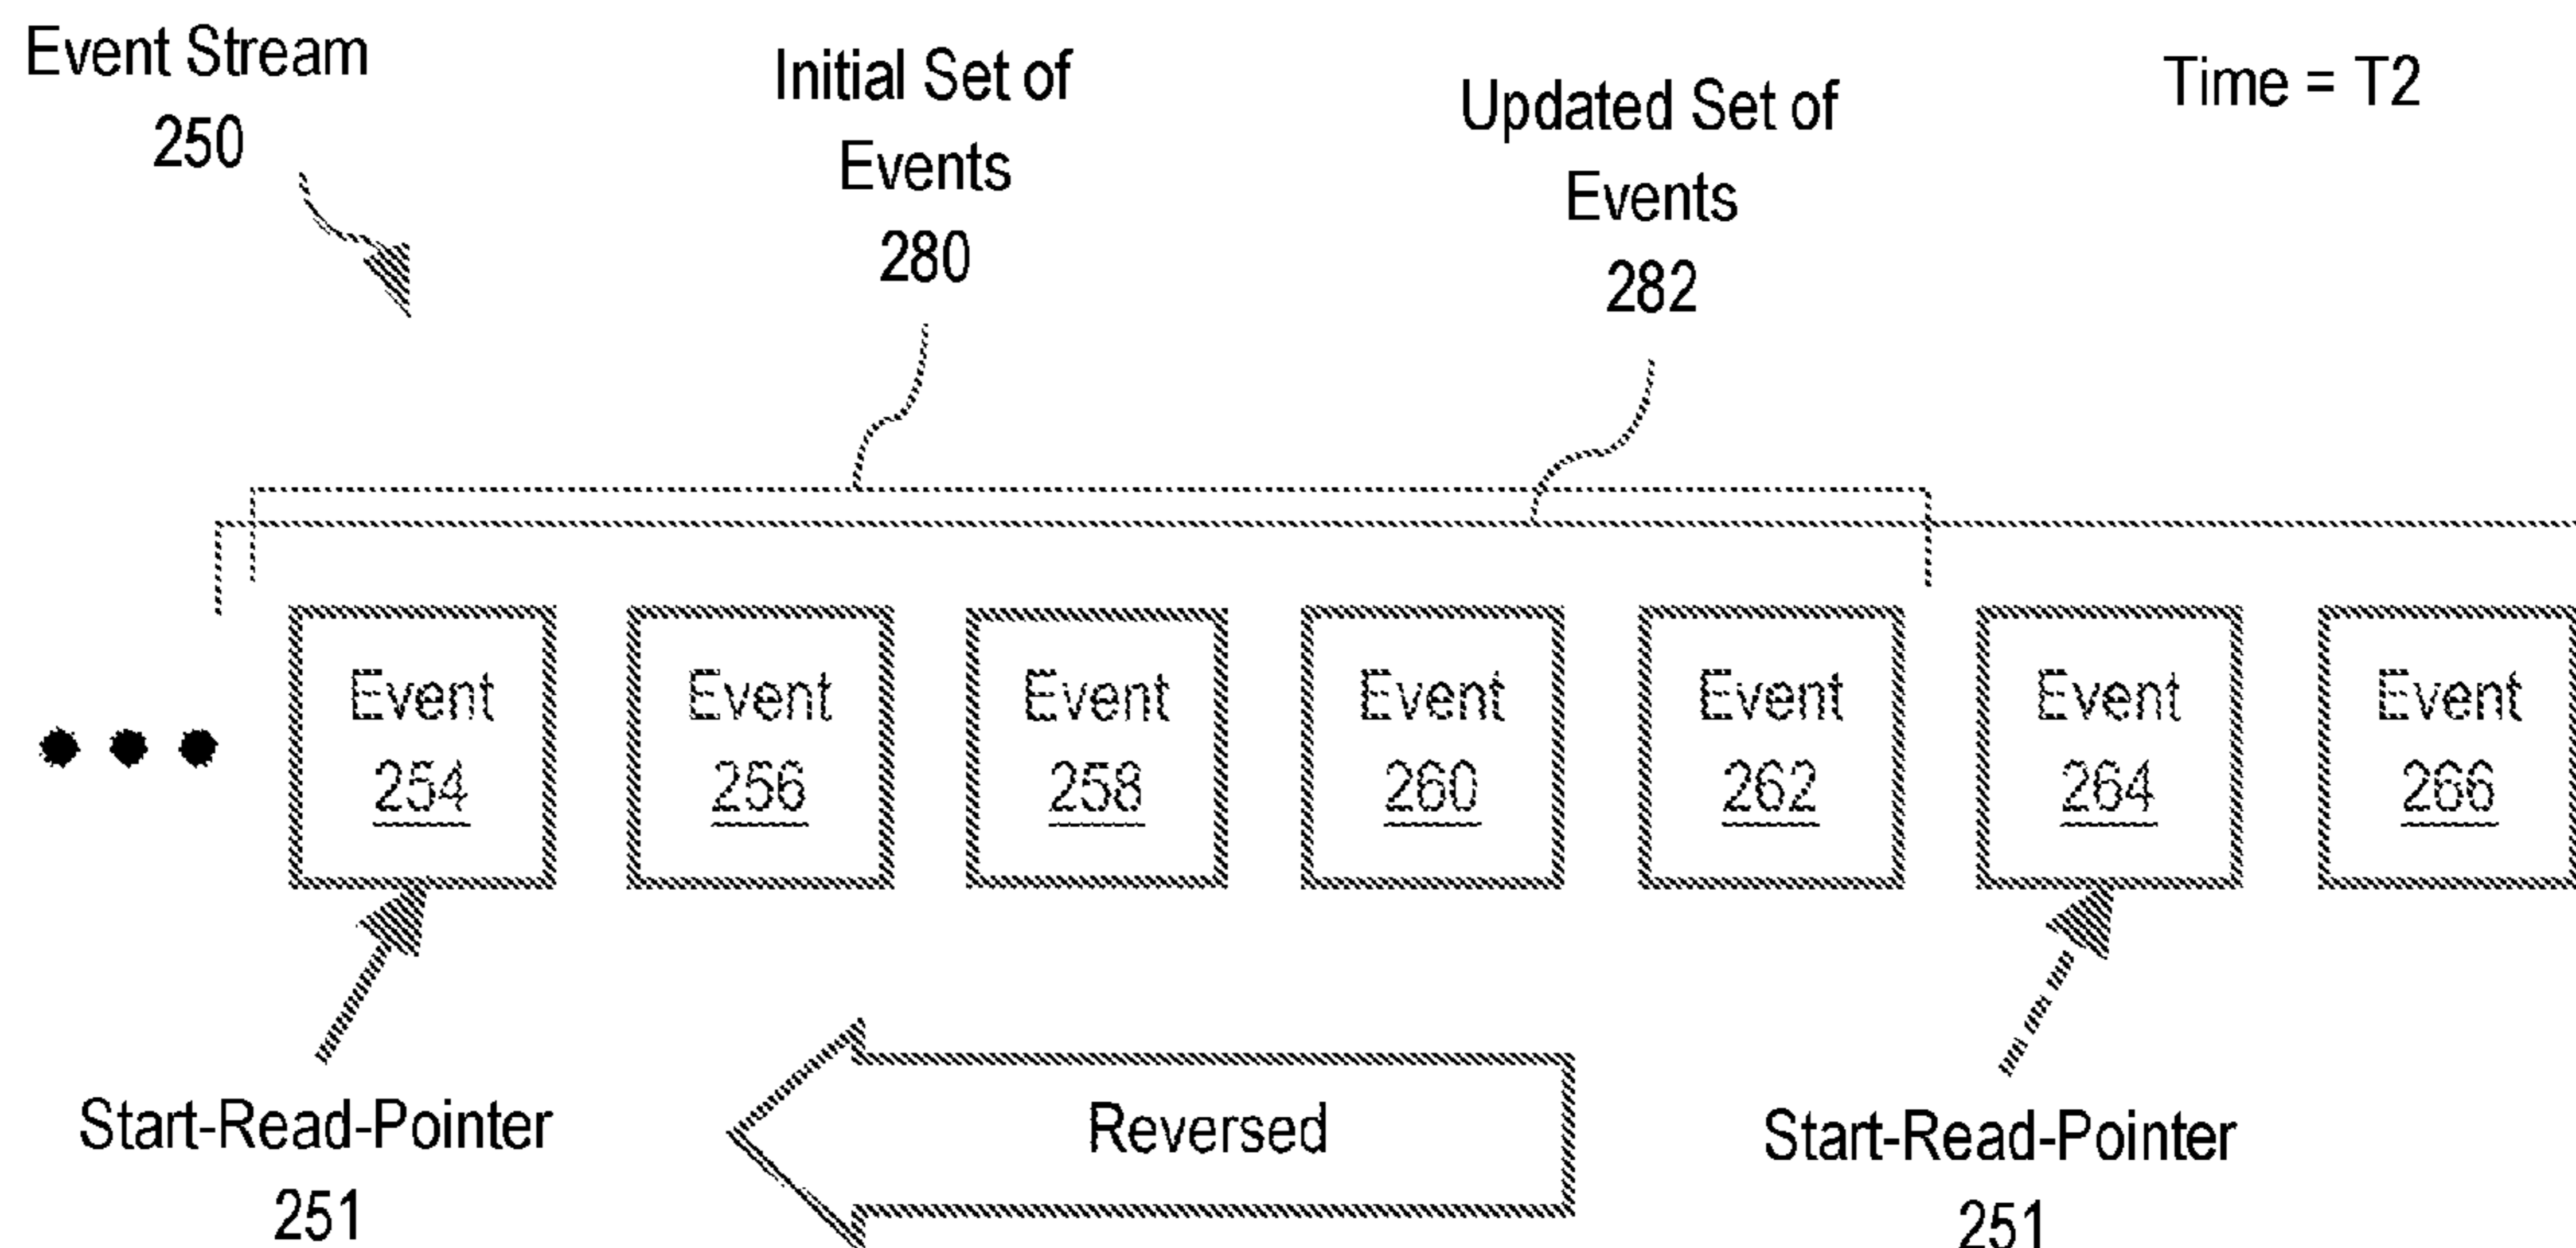 Event Stream
250
Initial Set of
Events
280
Updated Set of
Events
282
Time = T2
Event
254
Event
256
Event
258
Event
260
Event
262
Event
264
Event
266
Start-Read-Pointer
251
Reversed
Start-Read-Pointer
251